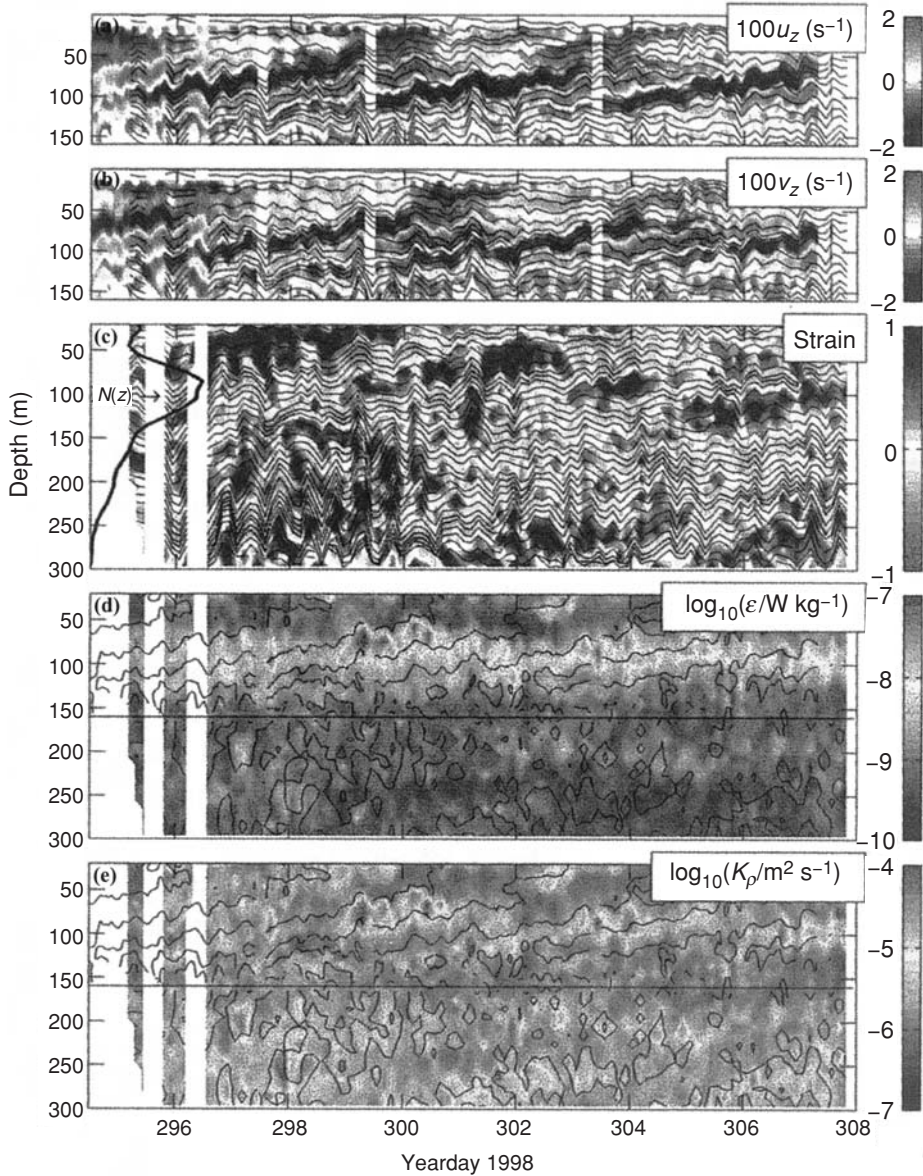 (a)
100u_z (s⁻¹)
50
100
150
2
0
−2
(b)
100v_z (s⁻¹)
50
100
150
2
0
−2
(c)
Strain
N(z)
50
100
150
200
250
300
1
0
−1
Depth (m)
(d)
log₁₀(ε/W kg⁻¹)
50
100
150
200
250
300
−7
−8
−9
−10
(e)
log₁₀(K_ρ/m² s⁻¹)
50
100
150
200
250
300
−4
−5
−6
−7
296 298 300 302 304 306 308
Yearday 1998